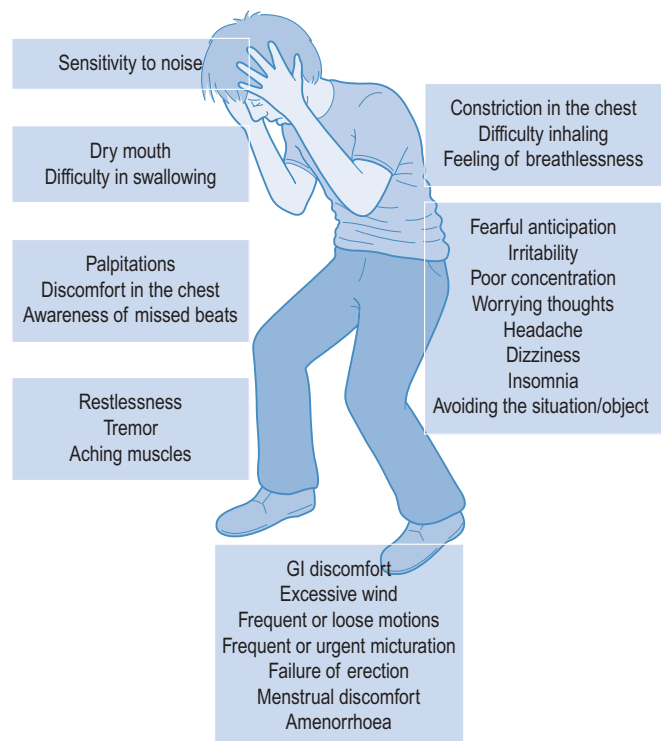 Sensitivity to noise
Dry mouth
Difficulty in swallowing
Palpitations
Discomfort in the chest
Awareness of missed beats
Restlessness
Tremor
Aching muscles
Constriction in the chest
Difficulty inhaling
Feeling of breathlessness
Fearful anticipation
Irritability
Poor concentration
Worrying thoughts
Headache
Dizziness
Insomnia
Avoiding the situation/object
GI discomfort
Excessive wind
Frequent or loose motions
Frequent or urgent micturation
Failure of erection
Menstrual discomfort
Amenorrhoea